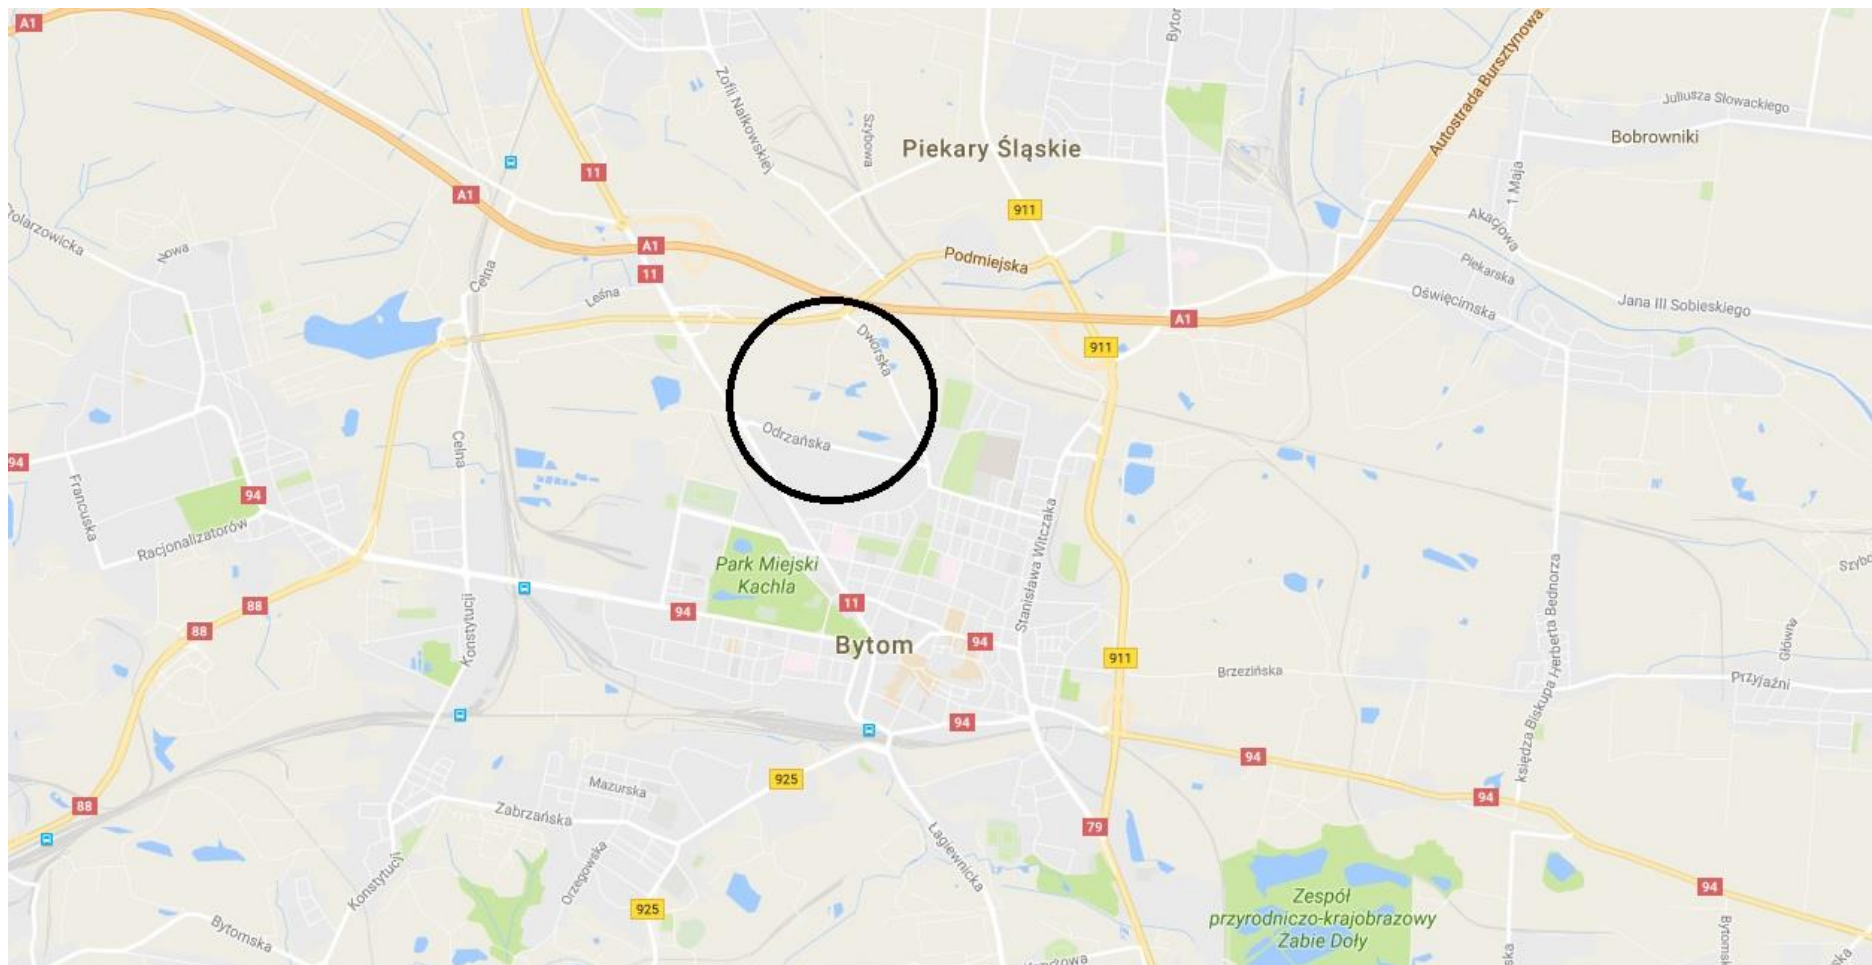 A1
Bytom
Zofii Nałkowskiej
Szybowa
Piekary Śląskie
Autostrada Bursztynowa
Juliusza Słowackiego
Bobrowniki
11
A1
1 Maja
911
Akacjowa
Stolarzowicka
Nowa
A1
11
Podmiejska
Celna
Leśna
Piekarska
Oświęcimska
Jana III Sobieskiego
A1
Dworska
911
Odrzańska
Celna
94
Francuska
94
Racjonalizatorów
Stanisława Witczaka
Park Miejski
Kachla
88
88
Konstytucji
94
11
Bytom
94
911
Brzezińska
księdza Biskupa Herberta Bednorza
Główna
Przyjaźni
94
94
925
Mazurska
Zabrzańska
88
94
79
Łagiewnicka
Orzegowska
Konstytucji
925
Bytomska
Zespół
przyrodniczo-krajobrazowy
Żabie Doły
94